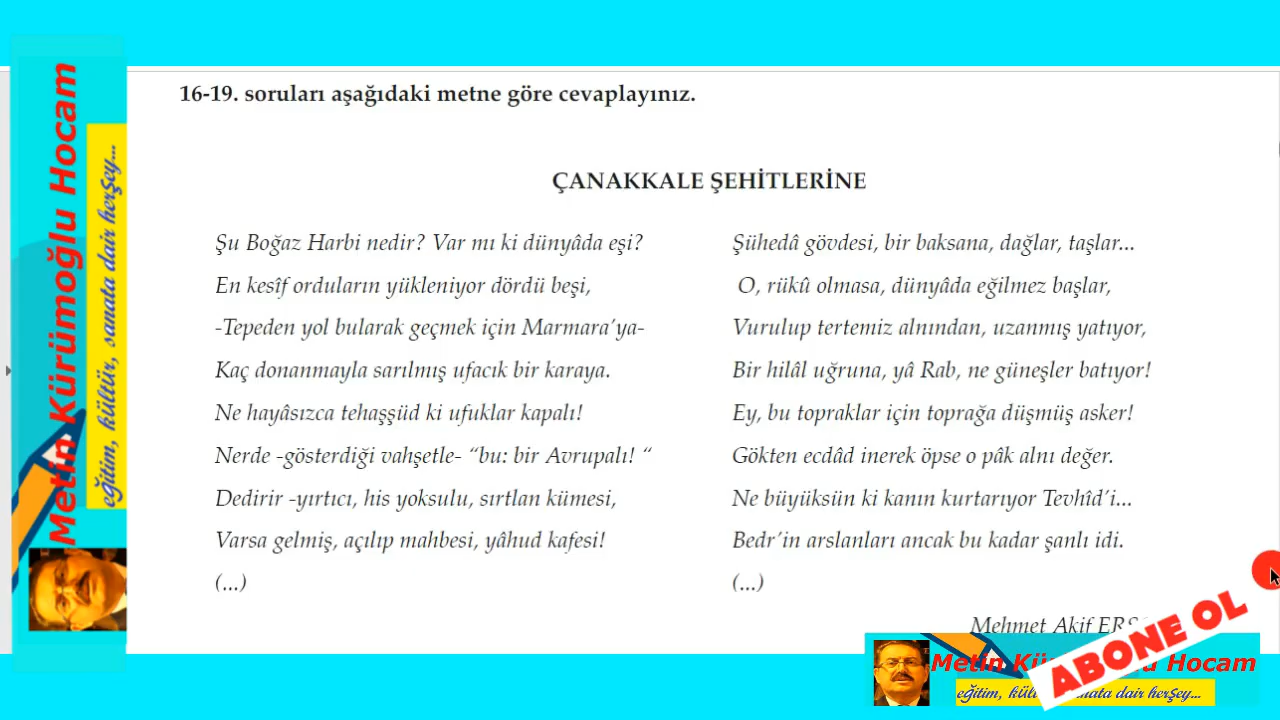 16-19. soruları aşağıdaki metne göre cevaplayınız.
ÇANAKKALE ŞEHİTLERİNE
Şu Boğaz Harbi nedir? Var mı ki dünyâda eşi?
En kesîf orduların yükleniyor dördü beşi,
-Tepeden yol bularak geçmek için Marmara'ya-
Kaç donanmayla sarılmış ufacık bir karaya.
Ne hayâsızca tehaşşüd ki ufuklar kapalı!
Nerde -gösterdiği vahşetle- "bu: bir Avrupalı! "
Dedirir -yırtıcı, his yoksulu, sırtlan kümesi,
Varsa gelmiş, açılıp mahbesi, yâhud kafesi!
(...)
Şühedâ gövdesi, bir baksana, dağlar, taşlar...
O, rükû olmasa, dünyâda eğilmez başlar,
Vurulup tertemiz alnından, uzanmış yatıyor,
Bir hilâl uğruna, yâ Rab, ne güneşler batıyor!
Ey, bu topraklar için toprağa düşmüş asker!
Gökten ecdâd inerek öpse o pâk alnı değer.
Ne büyüksün ki kanın kurtarıyor Tevhîd'i...
Bedr'in arslanları ancak bu kadar şanlı idi.
(...)
Mehmet Akif
Metin Kürümoğlu Hocam
eğitim, kültür, sanata dair herşey...
Metin Hocam
eğitim, dair herşey...
ABONE OL